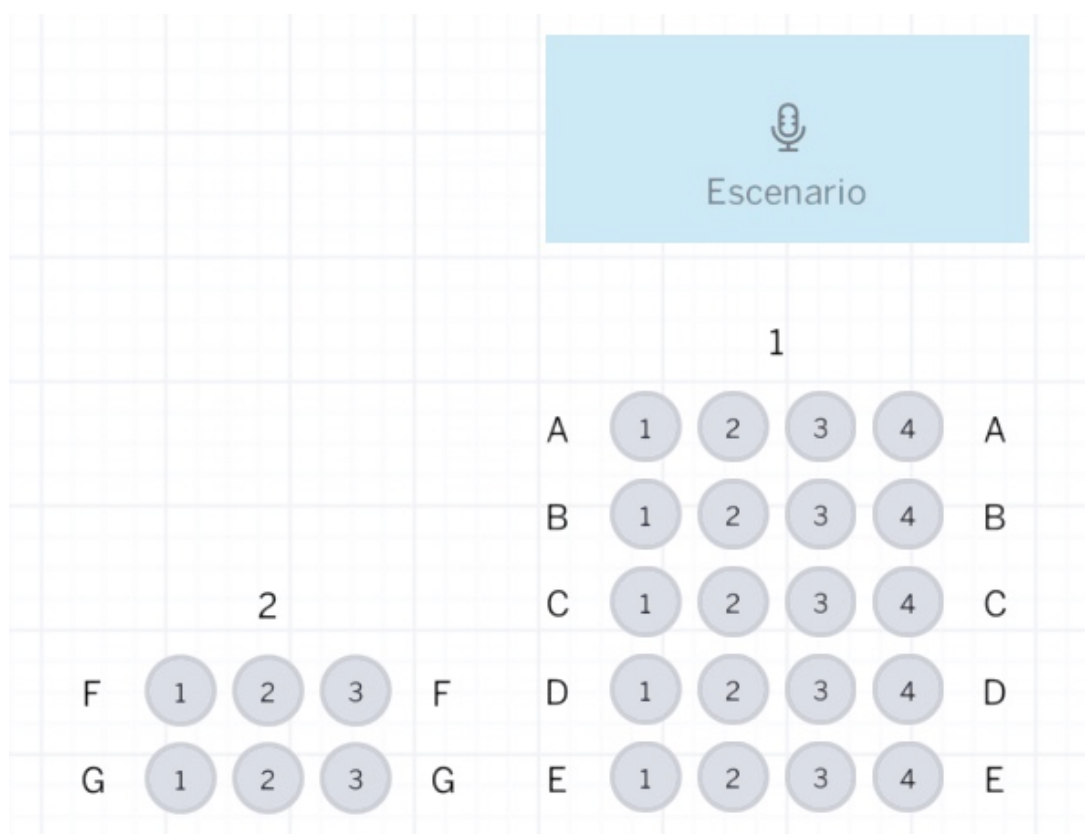 Escenario
1
A 1 2 3 4 A
B 1 2 3 4 B
C 1 2 3 4 C
D 1 2 3 4 D
E 1 2 3 4 E
2
F 1 2 3 F
G 1 2 3 G